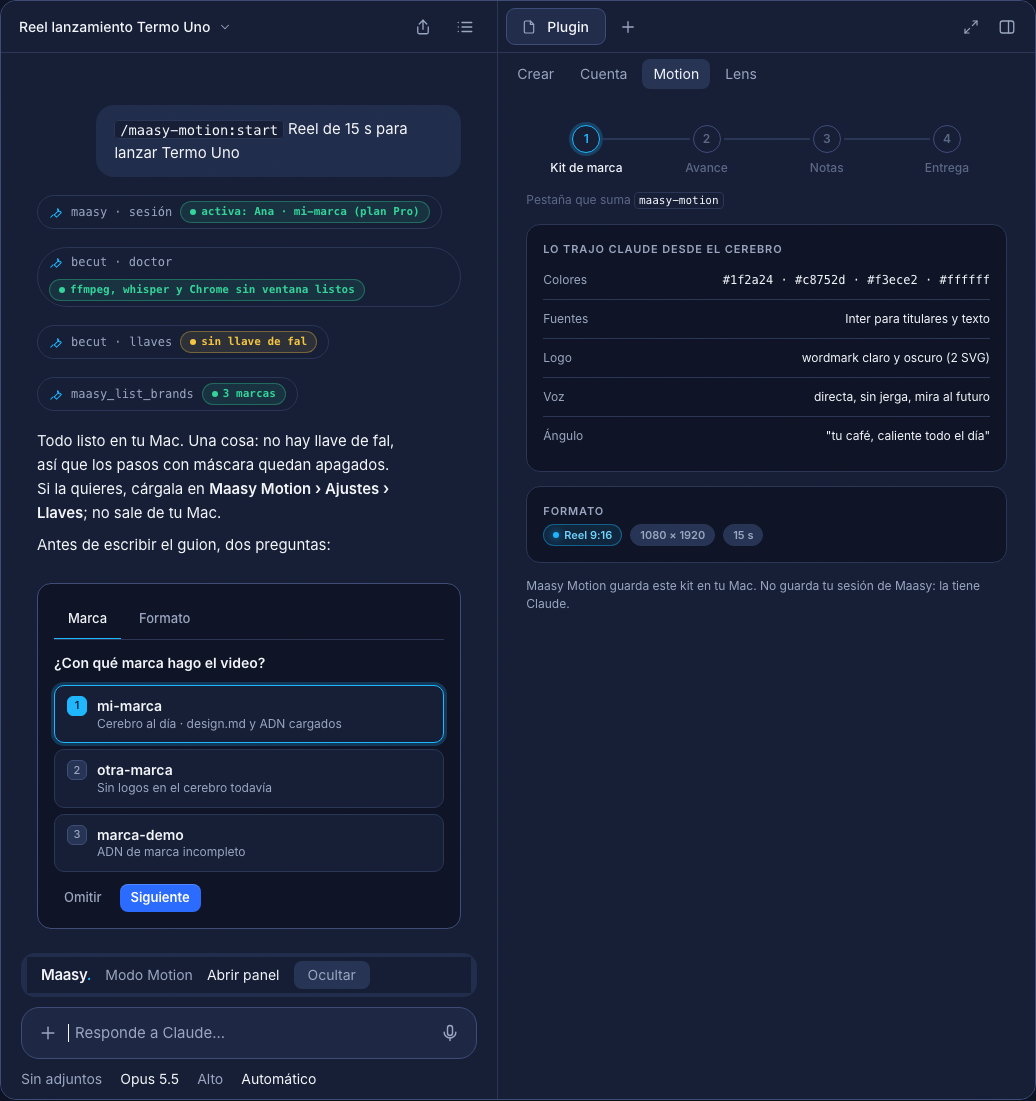 Reel lanzamiento Termo Uno
/maasy-motion:start Reel de 15 s para
lanzar Termo Uno
maasy · sesión activa: Ana · mi-marca (plan Pro)
becut · doctor
ffmpeg, whisper y Chrome sin ventana listos
becut · llaves sin llave de fal
maasy_list_brands 3 marcas
Todo listo en tu Mac. Una cosa: no hay llave de fal,
así que los pasos con máscara quedan apagados.
Si la quieres, cárgala en Maasy Motion › Ajustes ›
Llaves; no sale de tu Mac.
Antes de escribir el guion, dos preguntas:
Marca Formato
¿Con qué marca hago el video?
1 mi-marca
Cerebro al día · design.md y ADN cargados
2 otra-marca
Sin logos en el cerebro todavía
3 marca-demo
ADN de marca incompleto
Omitir Siguiente
Maasy. Modo Motion Abrir panel Ocultar
Responde a Claude...
Sin adjuntos Opus 5.5 Alto Automático
Plugin
Crear Cuenta Motion Lens
1 2 3 4
Kit de marca Avance Notas Entrega
Pestaña que suma maasy-motion
LO TRAJO CLAUDE DESDE EL CEREBRO
Colores #1f2a24 · #c8752d · #f3ece2 · #ffffff
Fuentes Inter para titulares y texto
Logo wordmark claro y oscuro (2 SVG)
Voz directa, sin jerga, mira al futuro
Ángulo "tu café, caliente todo el día"
FORMATO
Reel 9:16 1080 × 1920 15 s
Maasy Motion guarda este kit en tu Mac. No guarda tu sesión de Maasy: la tiene
Claude.